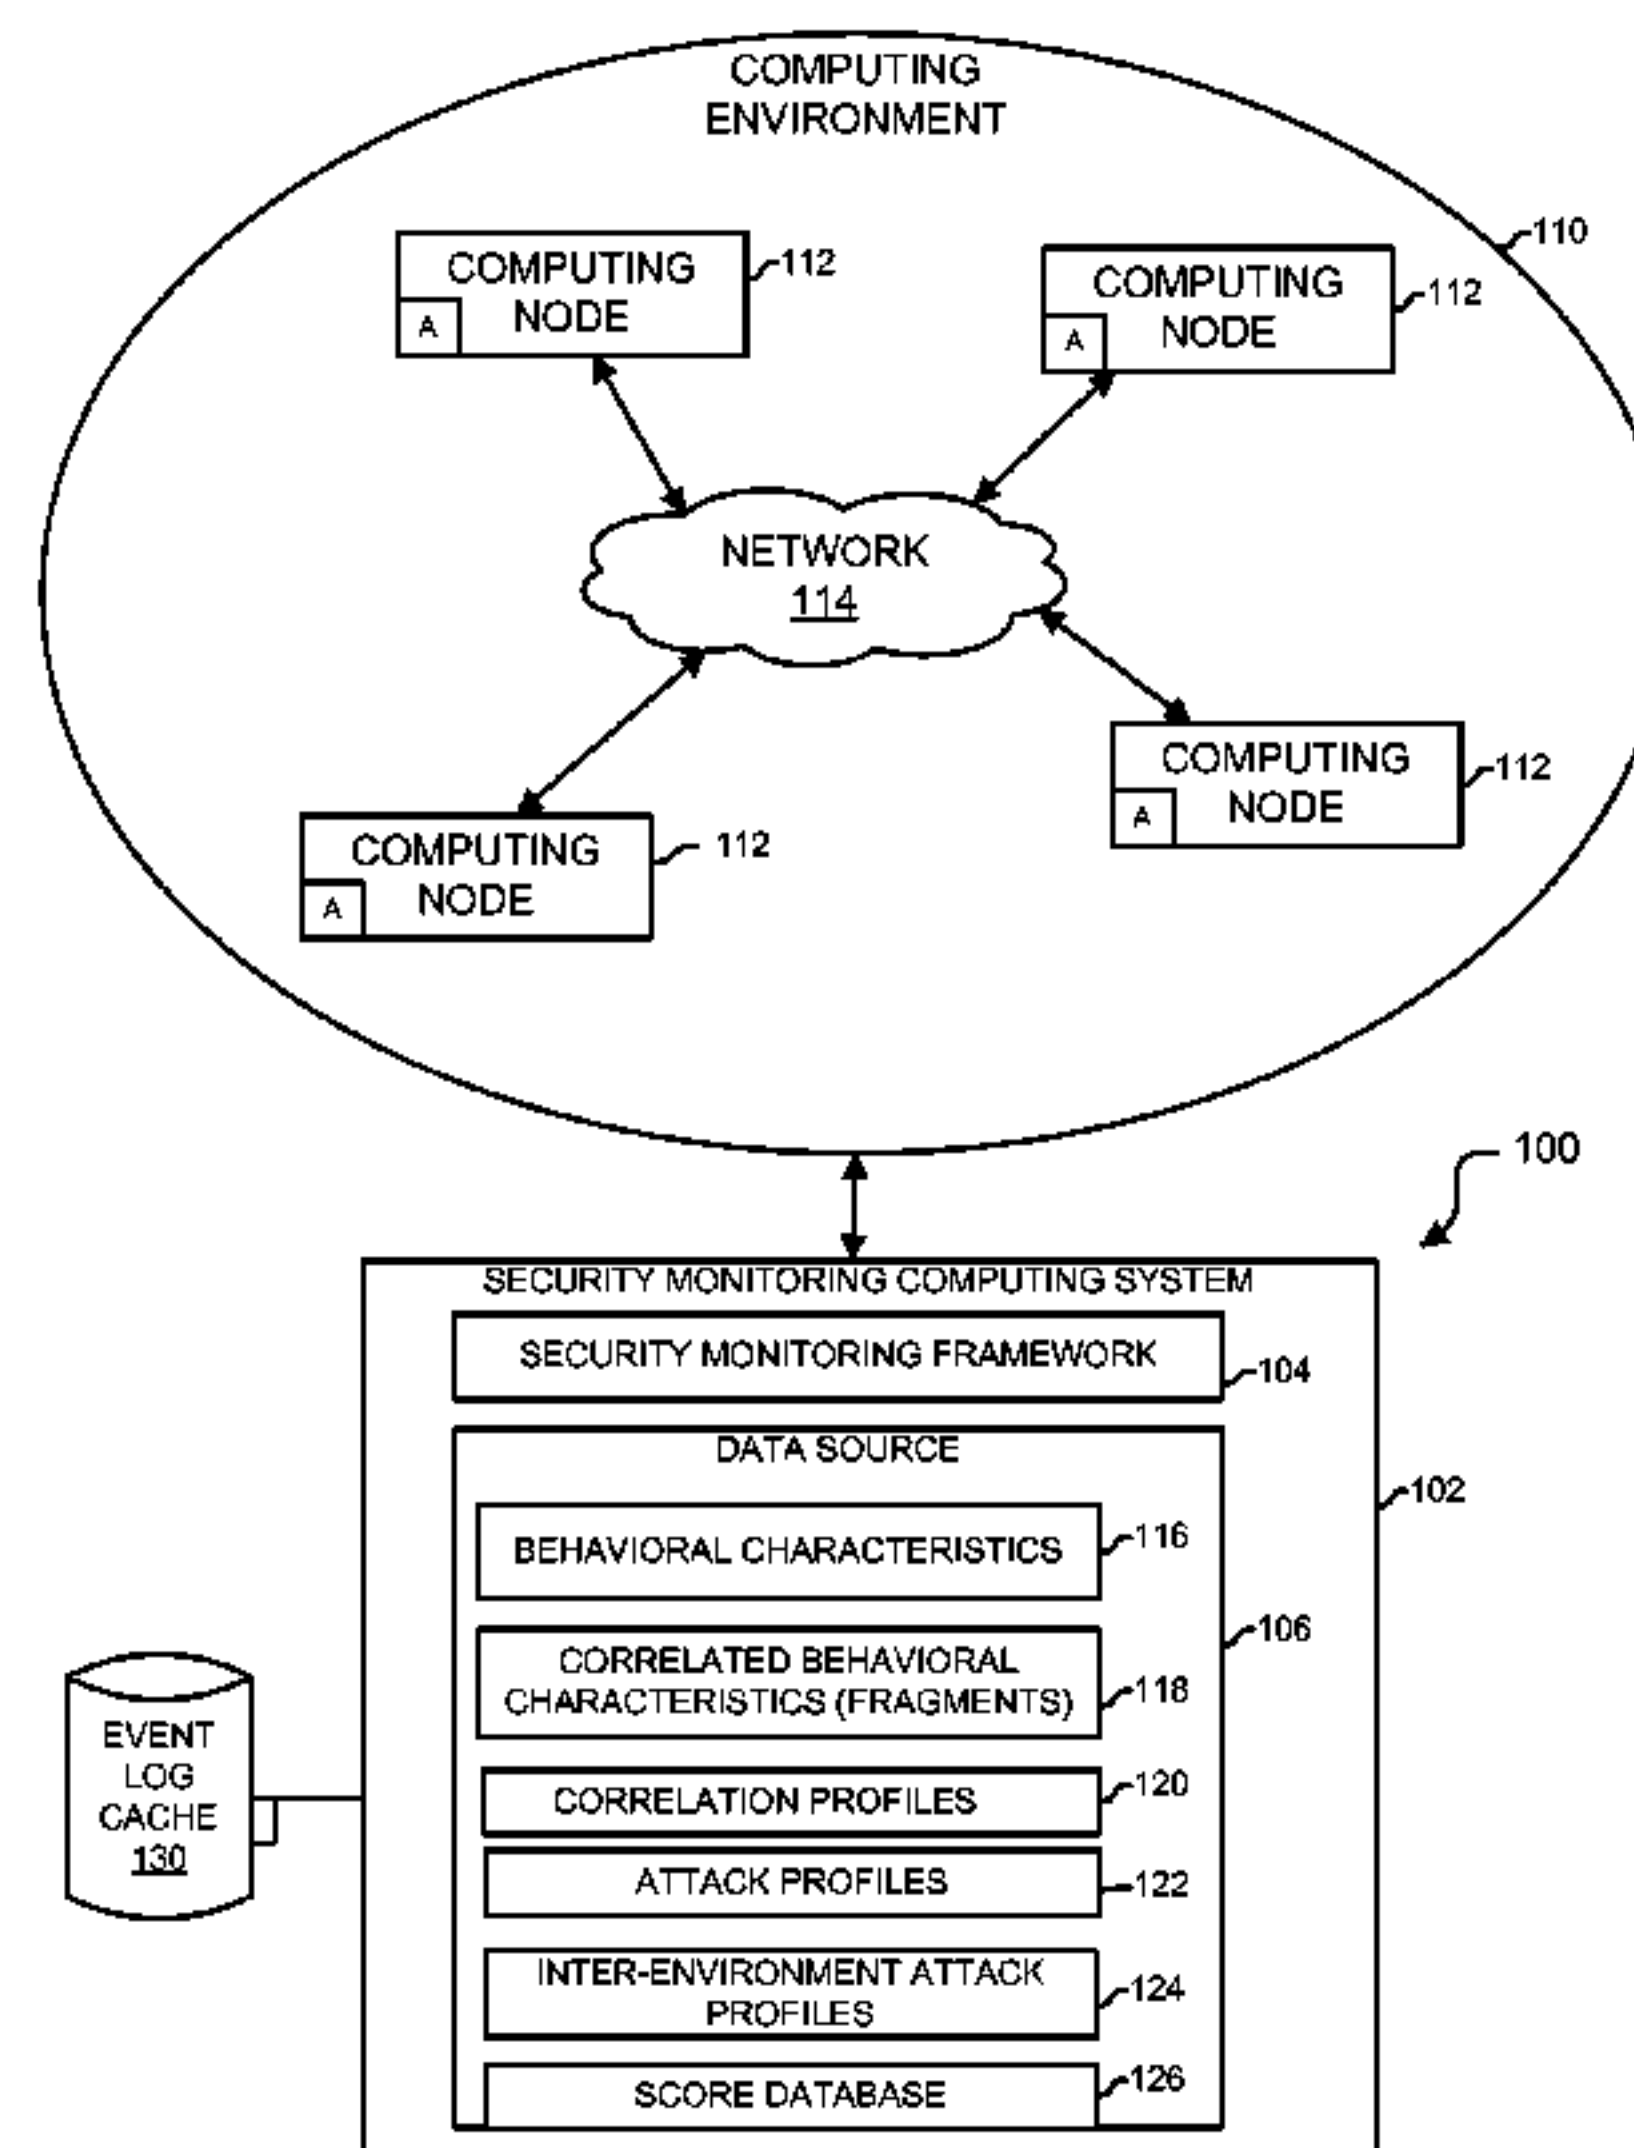 COMPUTING
ENVIRONMENT
110
COMPUTING
NODE
A
112
COMPUTING
NODE
A
112
NETWORK
114
COMPUTING
NODE
A
112
COMPUTING
NODE
A
112
100
SECURITY MONITORING COMPUTING SYSTEM
SECURITY MONITORING FRAMEWORK
104
DATA SOURCE
102
BEHAVIORAL CHARACTERISTICS
116
106
CORRELATED BEHAVIORAL
CHARACTERISTICS (FRAGMENTS)
118
EVENT
LOG
CACHE
130
CORRELATION PROFILES
120
ATTACK PROFILES
122
INTER-ENVIRONMENT ATTACK
PROFILES
124
SCORE DATABASE
126